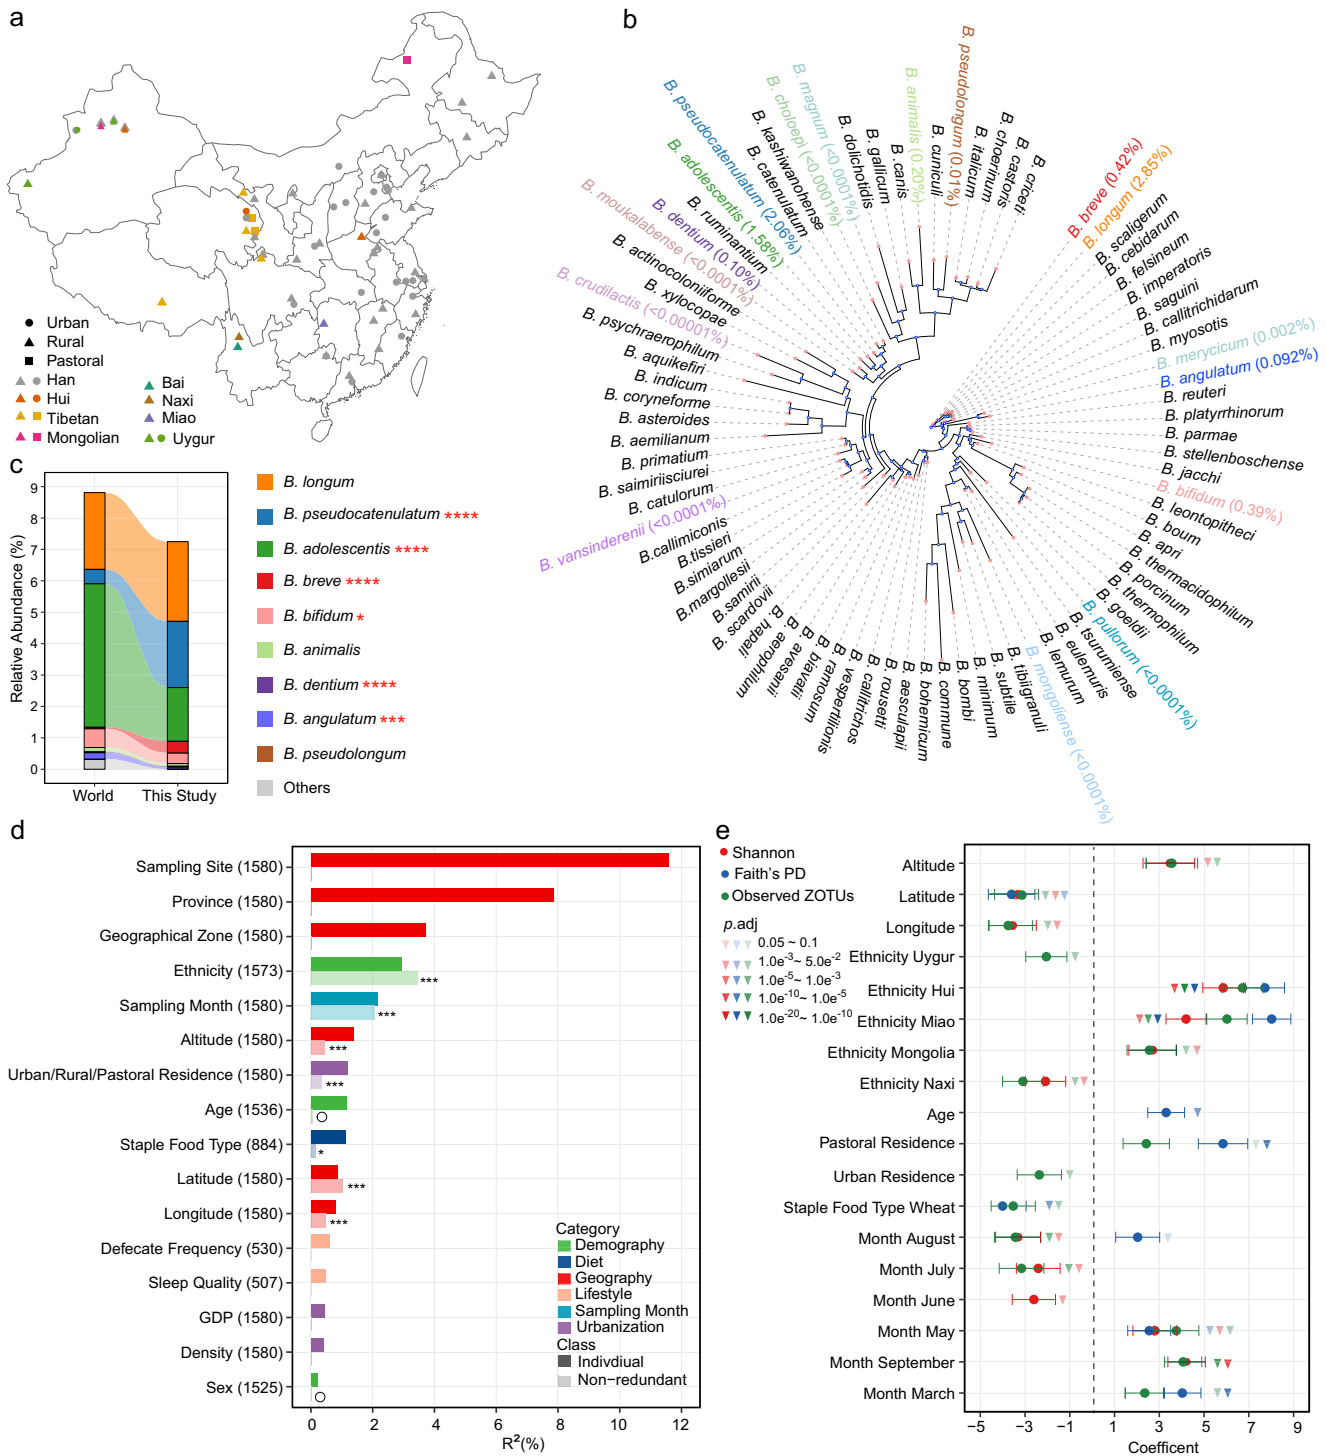 a
Urban
Rural
Pastoral
Han
Hui
Tibetan
Mongolian
Bai
Naxi
Miao
Uygur
b
B. breve (0.42%)
B. longum (2.85%)
B. scaligerum
B. cebidarum
B. felsineum
B. imperatoris
B. saguini
B. callitrichidarum
B. myosotis
B. merycicum (0.002%)
B. angulatum (0.092%)
B. reuteri
B. platyrrhinorum
B. parmae
B. stellenboschense
B. jacchi
B. bifidum (0.39%)
B. leontopitheci
B. boum
B. apri
B. thermacidophilum
B. porcinum
B. thermophilum
B. goeldii
B. pullorum (<0.0001%)
B. tsurumiense
B. eulemuris
B. lemurum
B. mongoliense (<0.0001%)
B. tibiigranuli
B. subtile
B. minimum
B. bombi
B. commune
B. bohemicum
B. aesculapii
B. rousetti
B. callitrichos
B. vespertilionis
B. ramosum
B. biavatii
B. avesanii
B. aerophilum
B. hapali
B. scardovii
B. samirii
B. margollesii
B.simiarum
B.tissieri
B.callimiconis
B. vansinderenii (<0.0001%)
B. catulorum
B. saimiriisciurei
B. primatium
B. aemilianum
B. asteroides
B. coryneforme
B. indicum
B. aquikefiri
B. psychraerophilum
B. crudilactis (<0.00001%)
B. xylocopae
B. actinocoloniiforme
B. moukalabense (<0.0001%)
B. dentium (0.10%)
B. ruminantium
B. adolescentis (1.58%)
B. pseudocatenulatum (2.06%)
B. catenulatum
B. kashiwanohense
B. choloepi (<0.0001%)
B. magnum (<0.0001%)
B. dolichotidis
B. gallicum
B. canis
B. animalis (0.20%)
B. cuniculi
B. pseudolongum (0.01%)
B. italicum
B. choerinum
B. castoris
B. criceti
c
Relative Abundance (%)
9
8
7
6
5
4
3
2
1
0
World
This Study
B. longum
B. pseudocatenulatum ****
B. adolescentis ****
B. breve ****
B. bifidum *
B. animalis
B. dentium ****
B. angulatum ***
B. pseudolongum
Others
d
Sampling Site (1580)
Province (1580)
Geographical Zone (1580)
Ethnicity (1573)
***
Sampling Month (1580)
***
Altitude (1580)
***
Urban/Rural/Pastoral Residence (1580)
***
Age (1536)
Staple Food Type (884)
*
Latitude (1580)
***
Longitude (1580)
***
Defecate Frequency (530)
Sleep Quality (507)
GDP (1580)
Density (1580)
Sex (1525)
Category
Demography
Diet
Geography
Lifestyle
Sampling Month
Urbanization
Class
Indivdiual
Non−redundant
0 2 4 6 8 10 12
R²(%)
e
Shannon
Faith's PD
Observed ZOTUs
p.adj
0.05 ~ 0.1
1.0e⁻³~ 5.0e⁻²
1.0e⁻⁵~ 1.0e⁻³
1.0e⁻¹⁰~ 1.0e⁻⁵
1.0e⁻²⁰~ 1.0e⁻¹⁰
Altitude
Latitude
Longitude
Ethnicity Uygur
Ethnicity Hui
Ethnicity Miao
Ethnicity Mongolia
Ethnicity Naxi
Age
Pastoral Residence
Urban Residence
Staple Food Type Wheat
Month August
Month July
Month June
Month May
Month September
Month March
−5 −3 −1 1 3 5 7 9
Coefficent